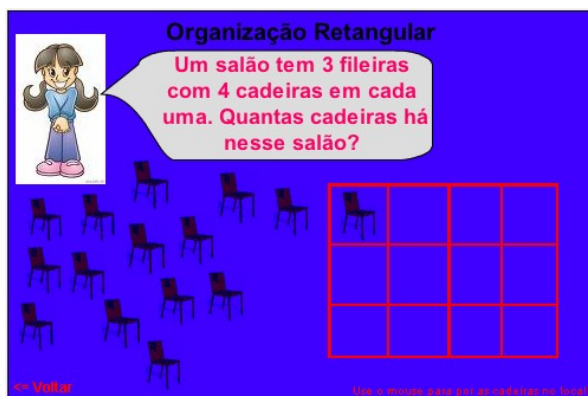 Organização Retangular
Um salão tem 3 fileiras
com 4 cadeiras em cada
uma. Quantas cadeiras há
nesse salão?
<= Voltar
Use o mouse para por as cadeiras no local